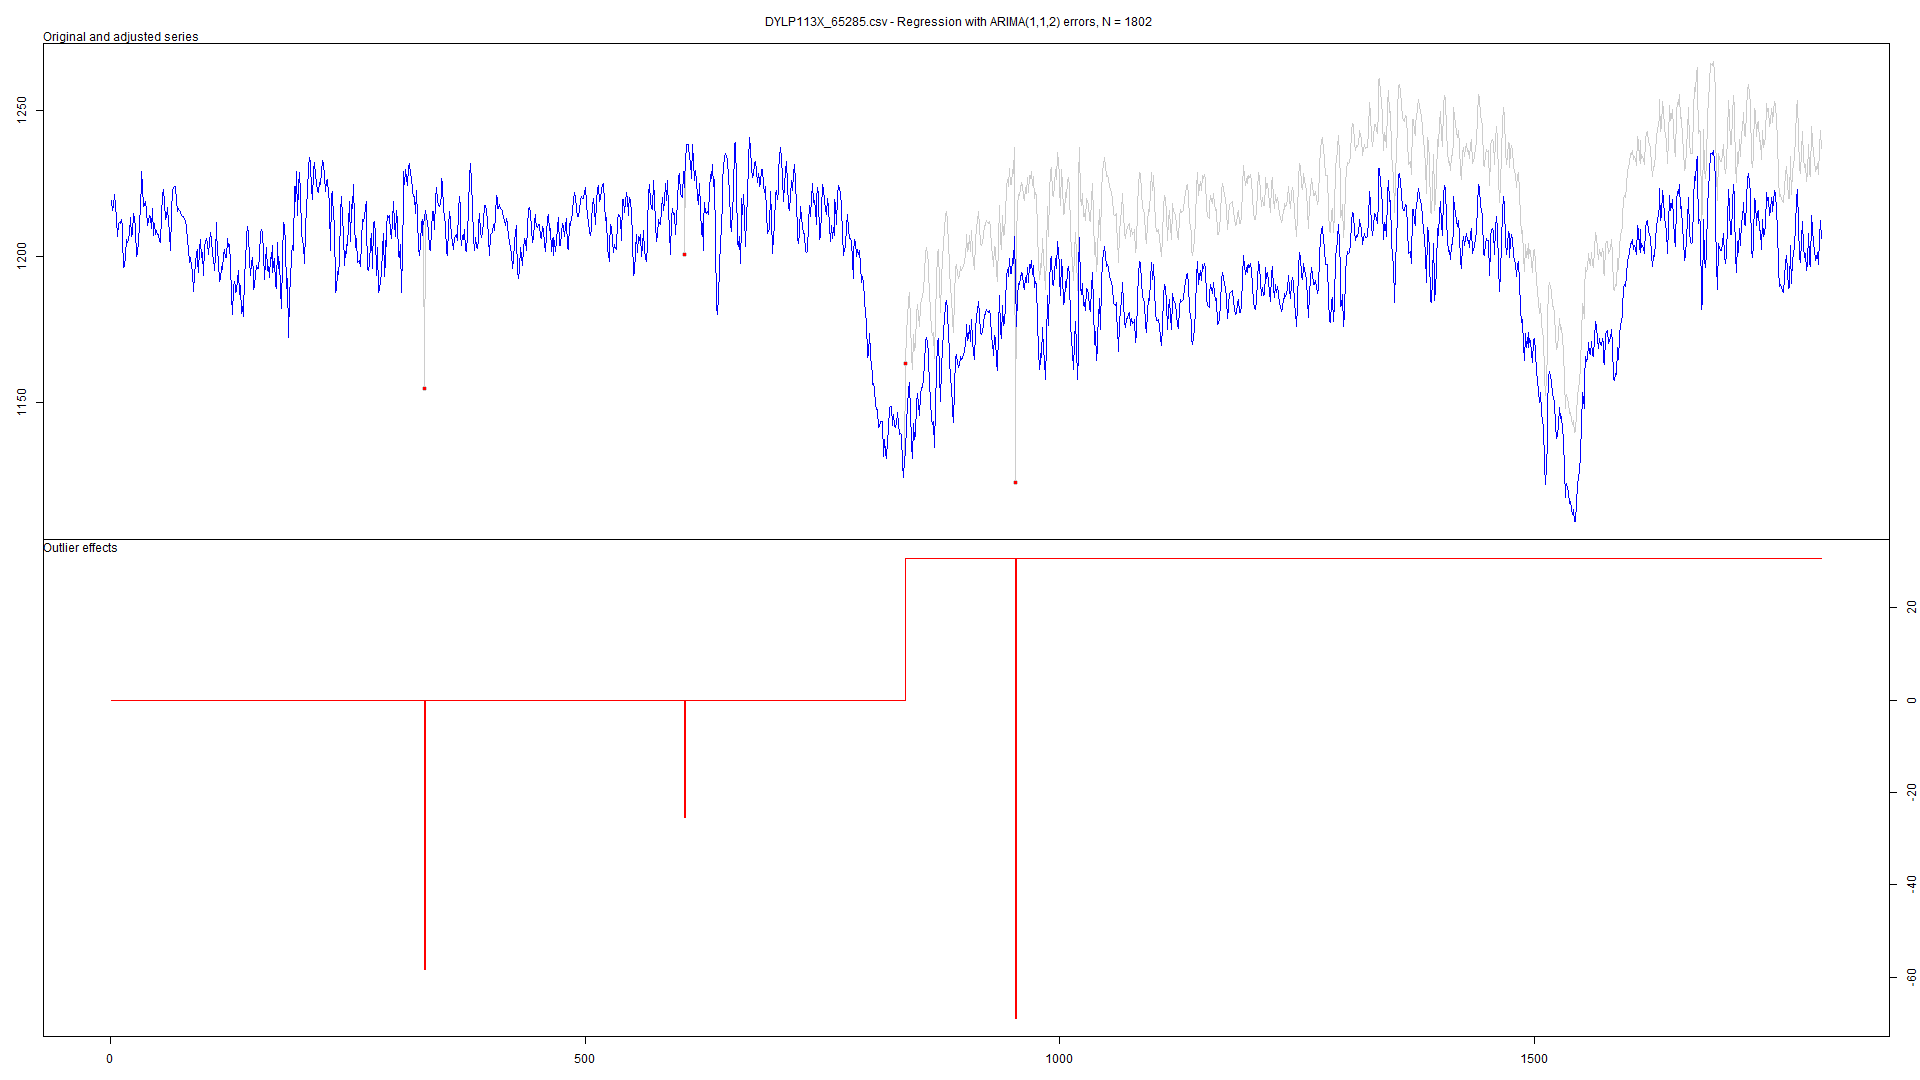 DYLP113X_65285.csv - Regression with ARIMA(1,1,2) errors, N = 1802
Original and adjusted series
1250
1200
1150
Outlier effects
20
0
-20
-40
-60
0 500 1000 1500